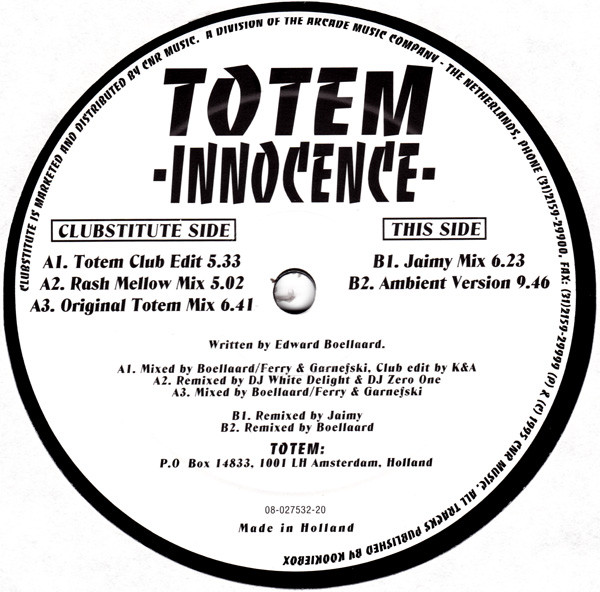 CLUBSTITUTE IS MARKETED AND DISTRIBUTED BY CNR MUSIC. A DIVISION OF THE ARCADE MUSIC COMPANY - THE NETHERLANDS, PHONE (31)2159-29900, FAX: (31)2159-29999 (P) & (C) 1995 CNR MUSIC. ALL TRACKS PUBLISHED BY KOOKIEBOX
TOTEM
-INNOCENCE-
CLUBSTITUTE SIDE
A1. Totem Club Edit 5.33
A2. Rash Mellow Mix 5.02
A3. Original Totem Mix 6.41
THIS SIDE
B1. Jaimy Mix 6.23
B2. Ambient Version 9.46
Written by Edward Boellaard.
A1. Mixed by Boellaard/Ferry & Garnefski, Club edit by K&A
A2. Remixed by DJ White Delight & DJ Zero One
A3. Mixed by Boellaard/Ferry & Garnefski
B1. Remixed by Jaimy
B2. Remixed by Boellaard
TOTEM:
P.O Box 14833, 1001 LH Amsterdam, Holland
08-027532-20
Made in Holland